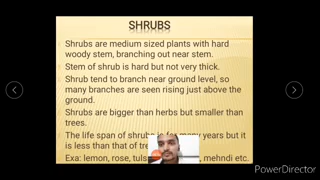 SHRUBS
Shrubs are medium sized plants with hard
woody stem, branching out near stem.
Stem of shrub is hard but not very thick.
Shrub tend to branch near ground level, so
many branches are seen rising just above the
ground.
Shrubs are bigger than herbs but smaller than
trees.
The life span of shrubs is for many years but it
is less than that of
Exa: lemon, rose, mehndi etc.
PowerDirector